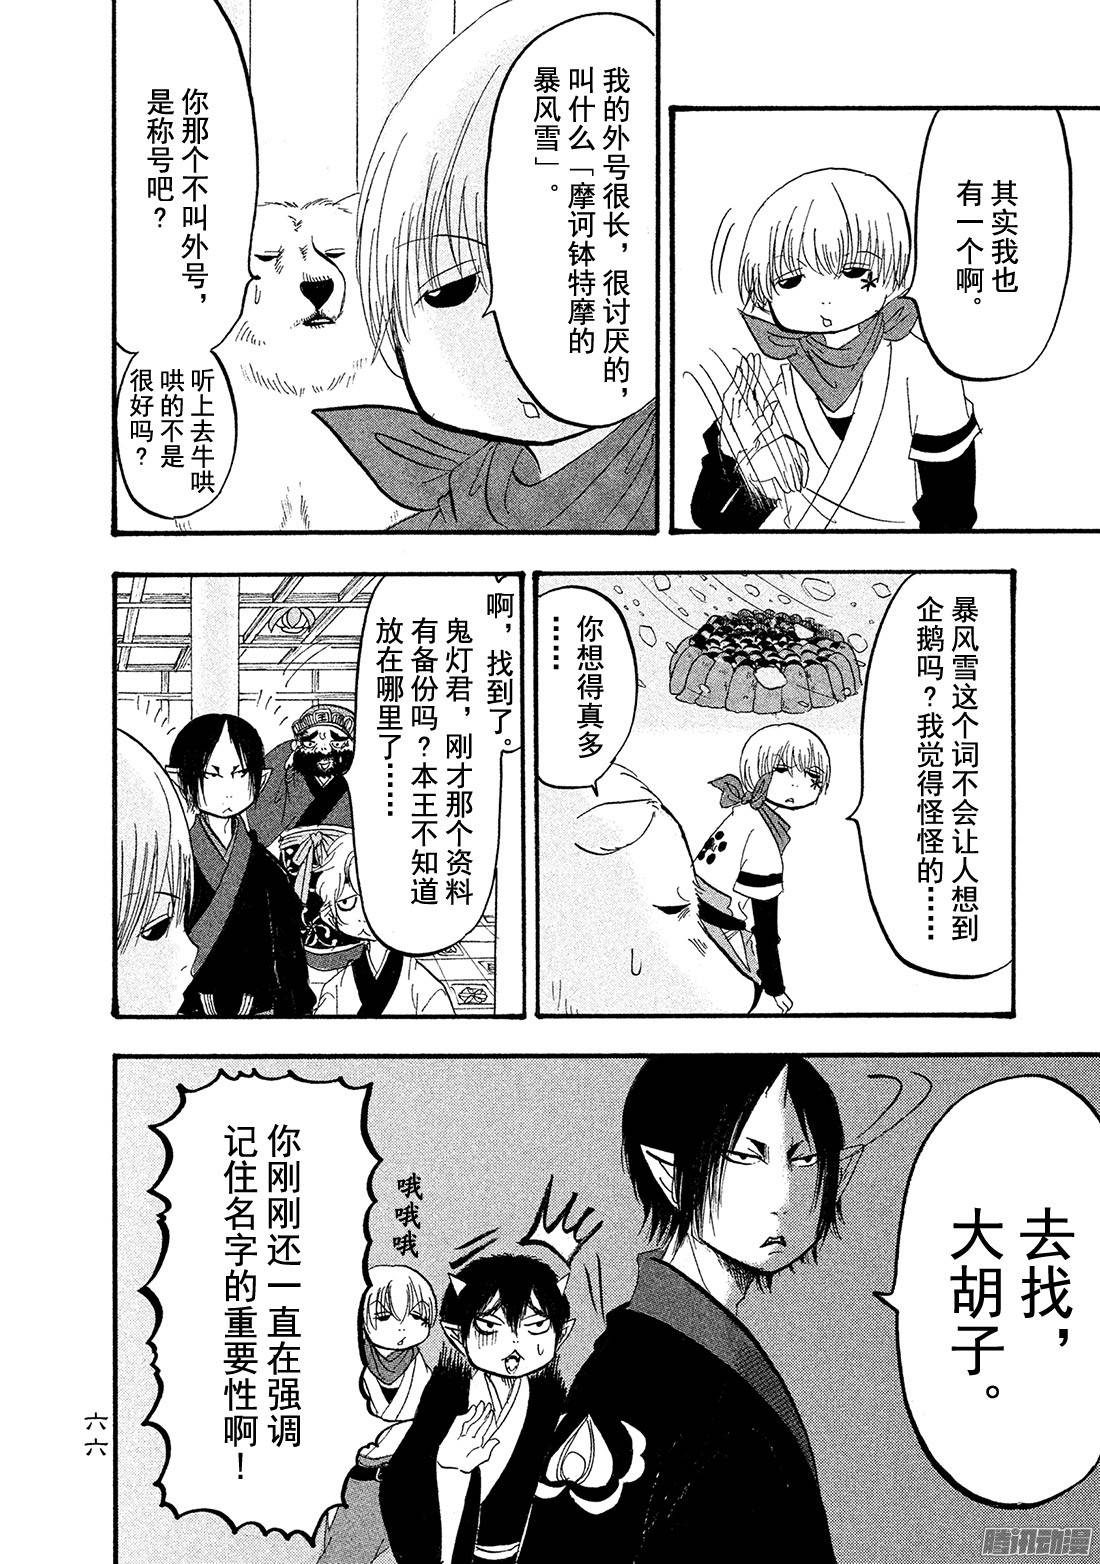 其实我也
有一个啊。
我的外号很长，很讨厌的，
叫什么「摩诃钵特摩的
暴风雪」。
你那个不叫外号，
是称号吧？
听上去牛哄
哄的不是
很好吗？
暴风雪这个词不会让人想到
企鹅吗？我觉得怪怪的……
你想得真多
……
啊，找到了。
鬼灯君，刚才那个资料
有备份吗？本王不知道
放在哪里了……
去找，
大胡子。
哦哦哦
你刚刚还一直在强调
记住名字的重要性啊！
六六
腾讯动漫